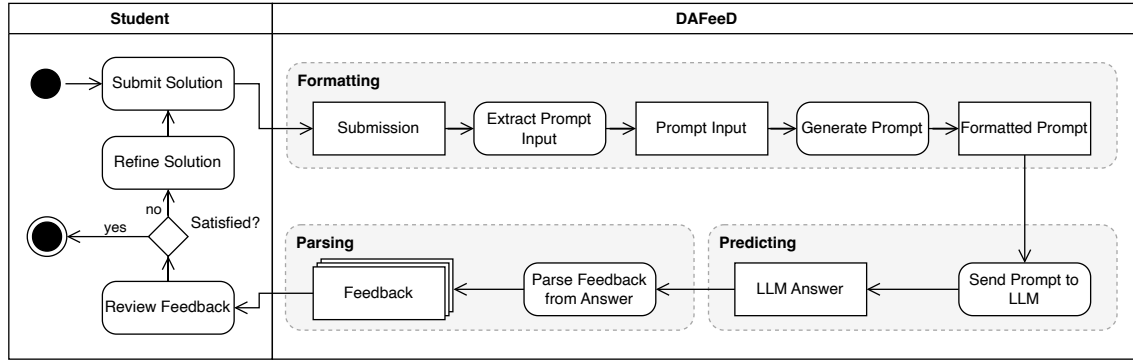 Student
DAFeeD
Submit Solution
Refine Solution
no
Satisfied?
yes
Review Feedback
Formatting
Submission
Extract Prompt
Input
Prompt Input
Generate Prompt
Formatted Prompt
Parsing
Feedback
Parse Feedback
from Answer
Predicting
LLM Answer
Send Prompt to
LLM